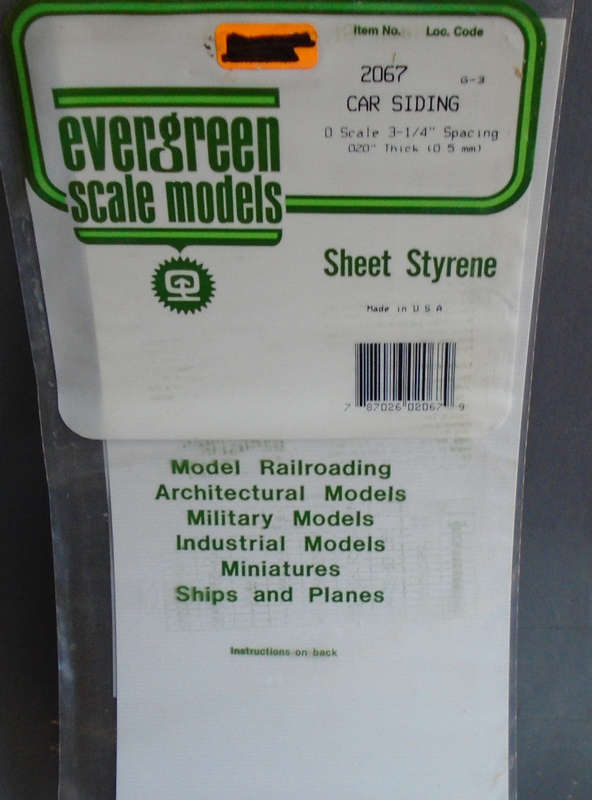 Item No. Loc. Code
2067 G-3
CAR SIDING
O Scale 3-1/4" Spacing
.020" Thick (0.5 mm)
evergreen
scale models
Sheet Styrene
Made in U S A
7 87026 02067 9
Model Railroading
Architectural Models
Military Models
Industrial Models
Miniatures
Ships and Planes
Instructions on back